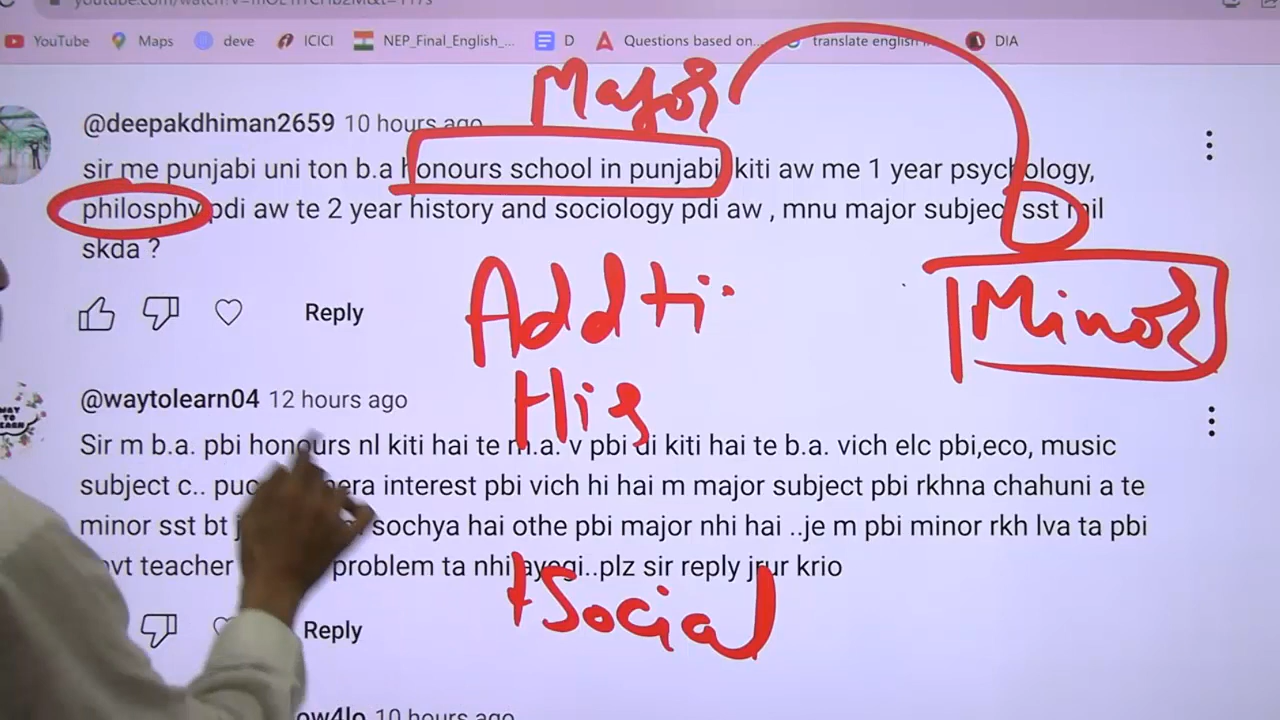 YouTube Maps deve ICICI NEP_Final_English_... D Questions based on... translate english DIA
Major
@deepakdhiman2659 10 hours ago
sir me punjabi uni ton b.a honours school in punjabi kiti aw me 1 year psychology,
philosphy pdi aw te 2 year history and sociology pdi aw , mnu major subject sst mil
skda ?
Addti
Minor
Reply
His
@waytolearn04 12 hours ago
Sir m b.a. pbi honours nl kiti hai te m.a. v pbi di kiti hai te b.a. vich elc pbi,eco, music
subject c.. interest pbi vich hi hai m major subject pbi rkhna chahuni a te
minor sst bt sochya hai othe pbi major nhi hai ..je m pbi minor rkh lva ta pbi
teacher problem ta nhi ayegi..plz sir reply jrur krio
+Social
Reply
10 hours ago